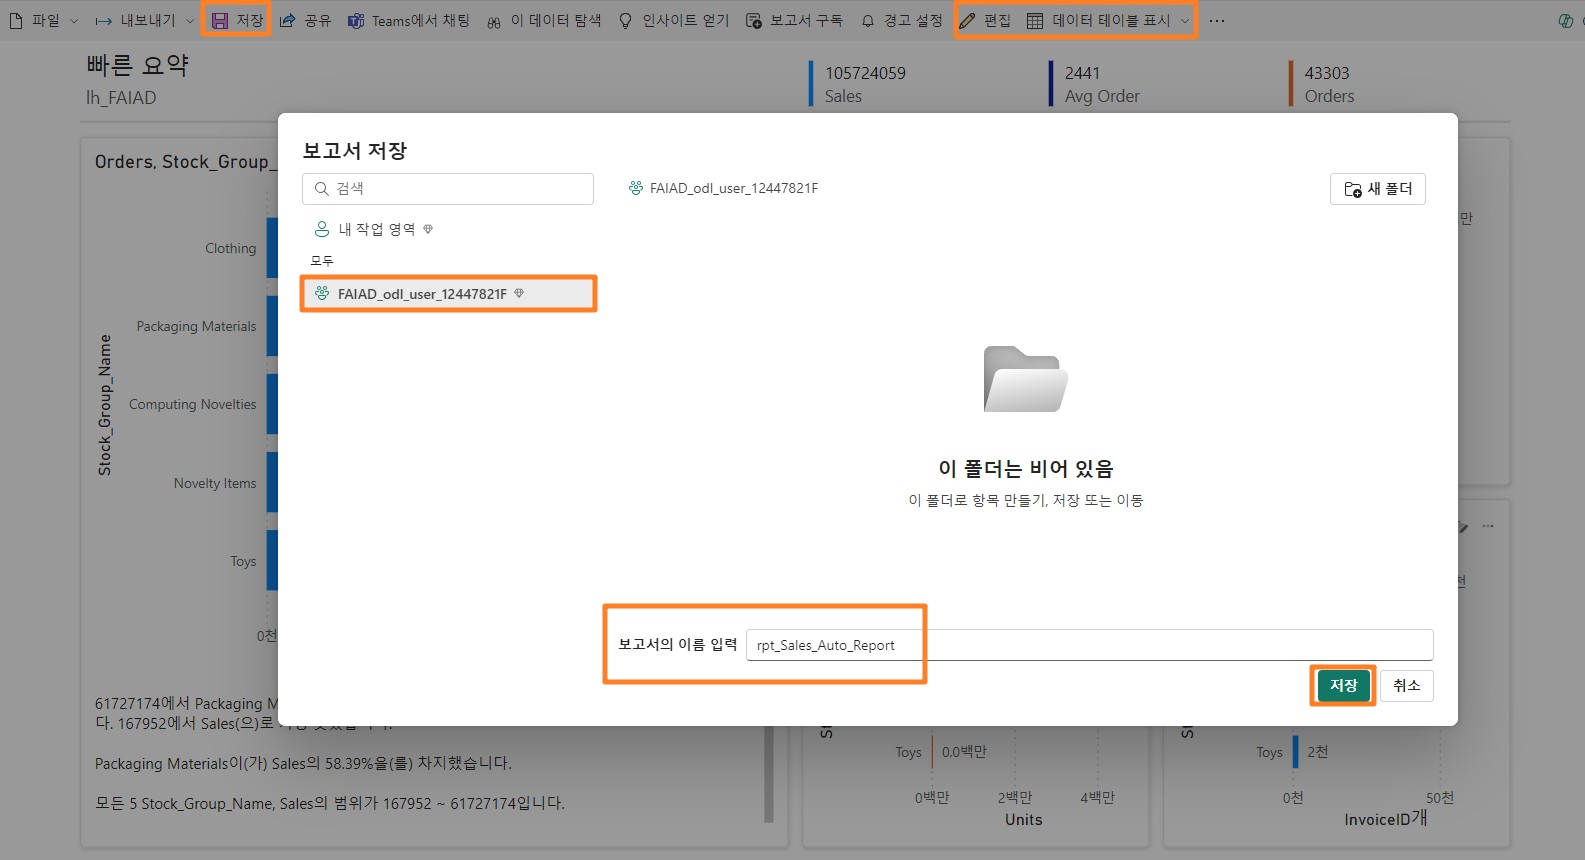 파일 내보내기 저장 공유 Teams에서 채팅 이 데이터 탐색 인사이트 얻기 보고서 구독 경고 설정 편집 데이터 테이블 표시 ...
빠른 요약
lh_FAIAD
105724059
Sales
2441
Avg Order
43303
Orders
Orders, Stock_Group_
Stock_Group_Name
Clothing
Packaging Materials
Computing Novelties
Novelty Items
Toys
0천
61727174에서 Packaging M
다. 167952에서 Sales(으)로
Packaging Materials이(가) Sales의 58.39%을(를) 차지했습니다.
모든 5 Stock_Group_Name, Sales의 범위가 167952 ~ 61727174입니다.
보고서 저장
검색
내 작업 영역
모두
FAIAD_odl_user_12447821F
FAIAD_odl_user_12447821F
새 폴더
이 폴더는 비어 있음
이 폴더로 항목 만들기, 저장 또는 이동
보고서의 이름 입력 rpt_Sales_Auto_Report
저장 취소
만
천
Toys 0.0백만
0백만 2백만 4백만
Units
Toys 2천
0천 50천
InvoiceID개